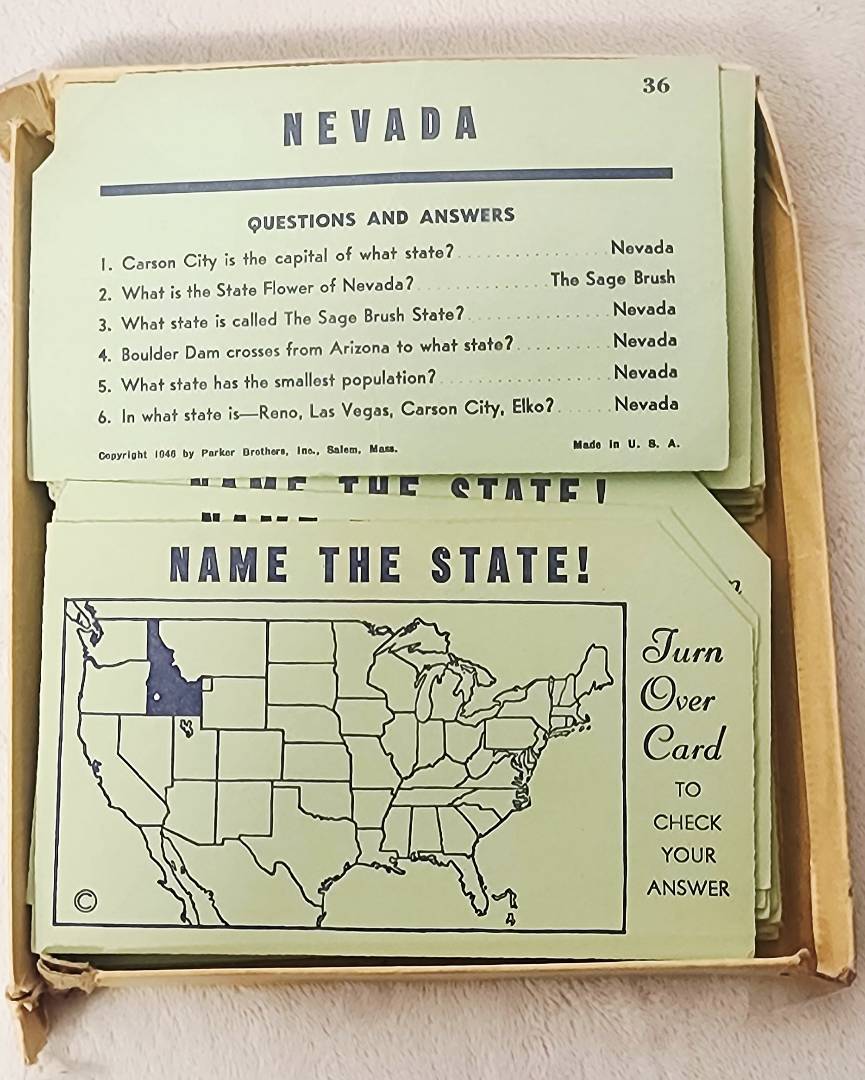 36
NEVADA
QUESTIONS AND ANSWERS
1. Carson City is the capital of what state? . . . . . . . . . . . . . . . . Nevada
2. What is the State Flower of Nevada? . . . . . . . . . . . . . . The Sage Brush
3. What state is called The Sage Brush State? . . . . . . . . . . . . . . . Nevada
4. Boulder Dam crosses from Arizona to what state? . . . . . . . . . . Nevada
5. What state has the smallest population? . . . . . . . . . . . . . . . . . . Nevada
6. In what state is—Reno, Las Vegas, Carson City, Elko? . . . . . . Nevada
Copyright 1946 by Parker Brothers, Inc., Salem, Mass. Made in U. S. A.
NAME THE STATE!
NAME THE STATE!
Turn
Over
Card
TO
CHECK
YOUR
ANSWER
©